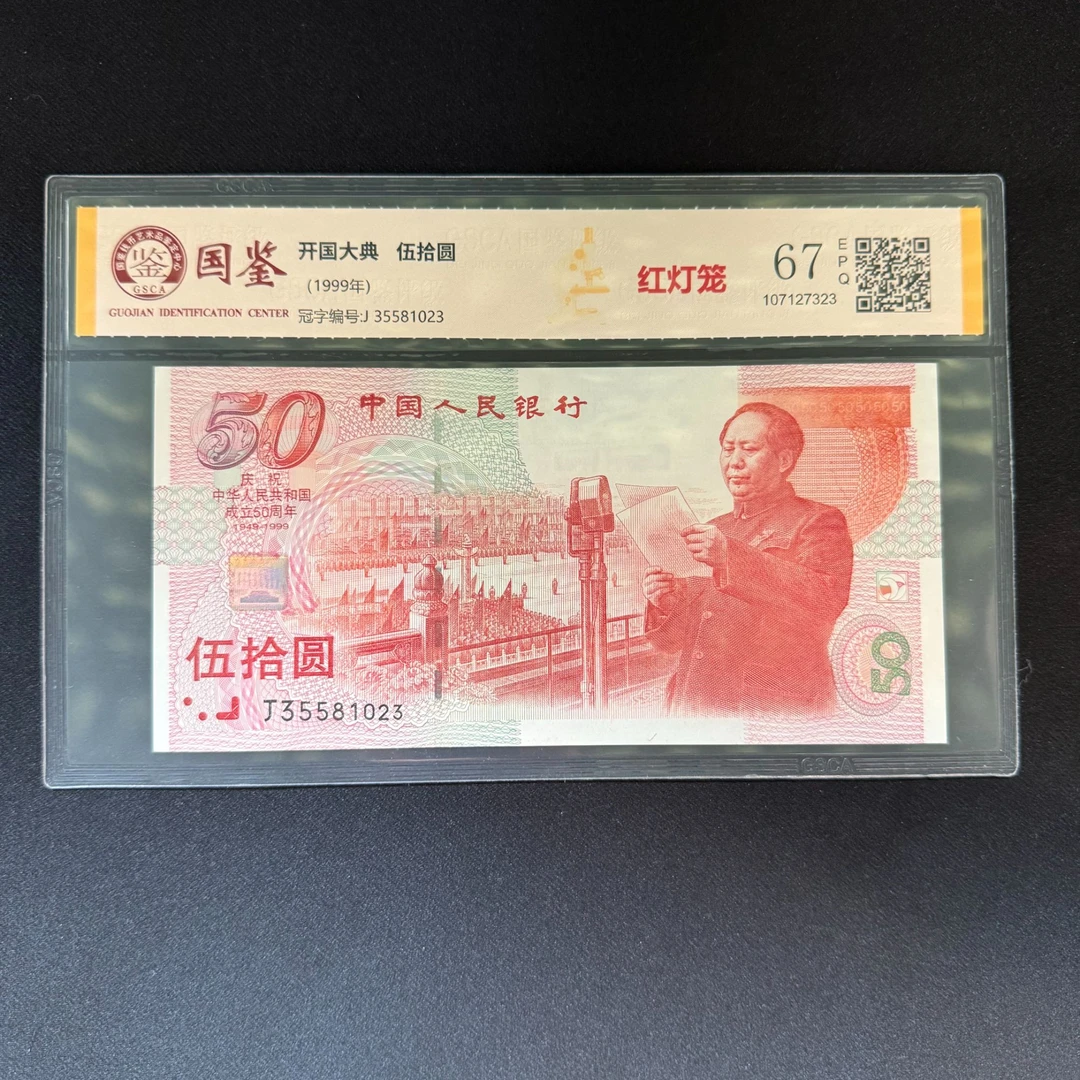 GSCA
国鉴
GSCA
GUOJIAN IDENTIFICATION CENTER
开国大典 伍拾圆
(1999年)
冠字编号:J 35581023
红灯笼
67
EPQ
107127323
50
中国人民银行
庆 祝
中华人民共和国
成立50周年
1949-1999
伍拾圆
J35581023
50
GSCA